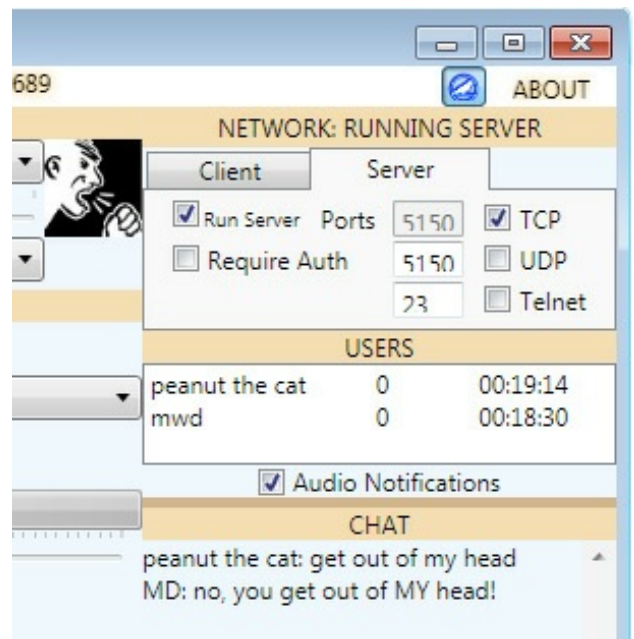 689
ABOUT
NETWORK: RUNNING SERVER
Client Server
Run Server Ports 5150 TCP
Require Auth 5150 UDP
23 Telnet
USERS
peanut the cat 0 00:19:14
mwd 0 00:18:30
Audio Notifications
CHAT
peanut the cat: get out of my head
MD: no, you get out of MY head!